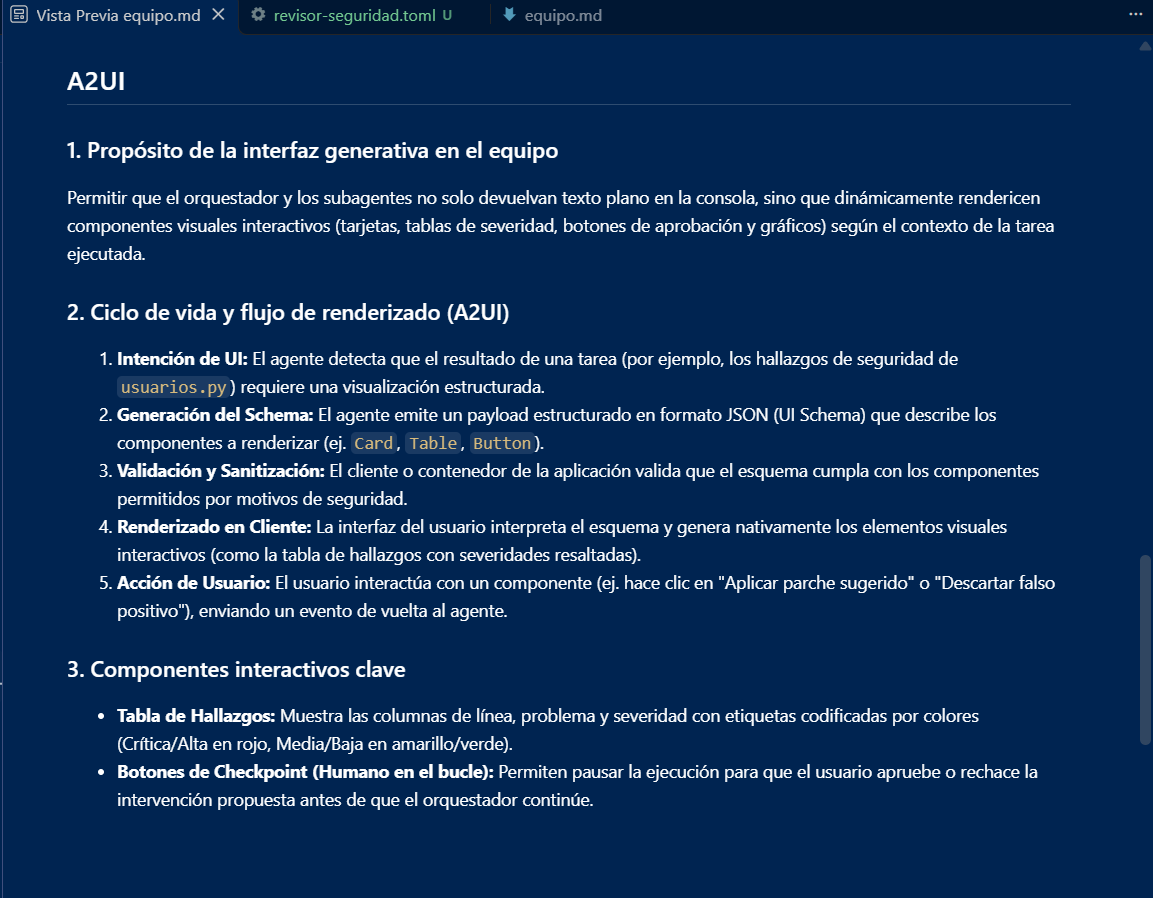 Vista Previa equipo.md
revisor-seguridad.toml U
equipo.md
A2UI
1. Propósito de la interfaz generativa en el equipo
Permitir que el orquestador y los subagentes no solo devuelvan texto plano en la consola, sino que dinámicamente rendericen
componentes visuales interactivos (tarjetas, tablas de severidad, botones de aprobación y gráficos) según el contexto de la tarea
ejecutada.
2. Ciclo de vida y flujo de renderizado (A2UI)
1. Intención de UI: El agente detecta que el resultado de una tarea (por ejemplo, los hallazgos de seguridad de
usuarios.py) requiere una visualización estructurada.
2. Generación del Schema: El agente emite un payload estructurado en formato JSON (UI Schema) que describe los
componentes a renderizar (ej. Card, Table, Button).
3. Validación y Sanitización: El cliente o contenedor de la aplicación valida que el esquema cumpla con los componentes
permitidos por motivos de seguridad.
4. Renderizado en Cliente: La interfaz del usuario interpreta el esquema y genera nativamente los elementos visuales
interactivos (como la tabla de hallazgos con severidades resaltadas).
5. Acción de Usuario: El usuario interactúa con un componente (ej. hace clic en "Aplicar parche sugerido" o "Descartar falso
positivo"), enviando un evento de vuelta al agente.
3. Componentes interactivos clave
• Tabla de Hallazgos: Muestra las columnas de línea, problema y severidad con etiquetas codificadas por colores
(Crítica/Alta en rojo, Media/Baja en amarillo/verde).
• Botones de Checkpoint (Humano en el bucle): Permiten pausar la ejecución para que el usuario apruebe o rechace la
intervención propuesta antes de que el orquestador continúe.